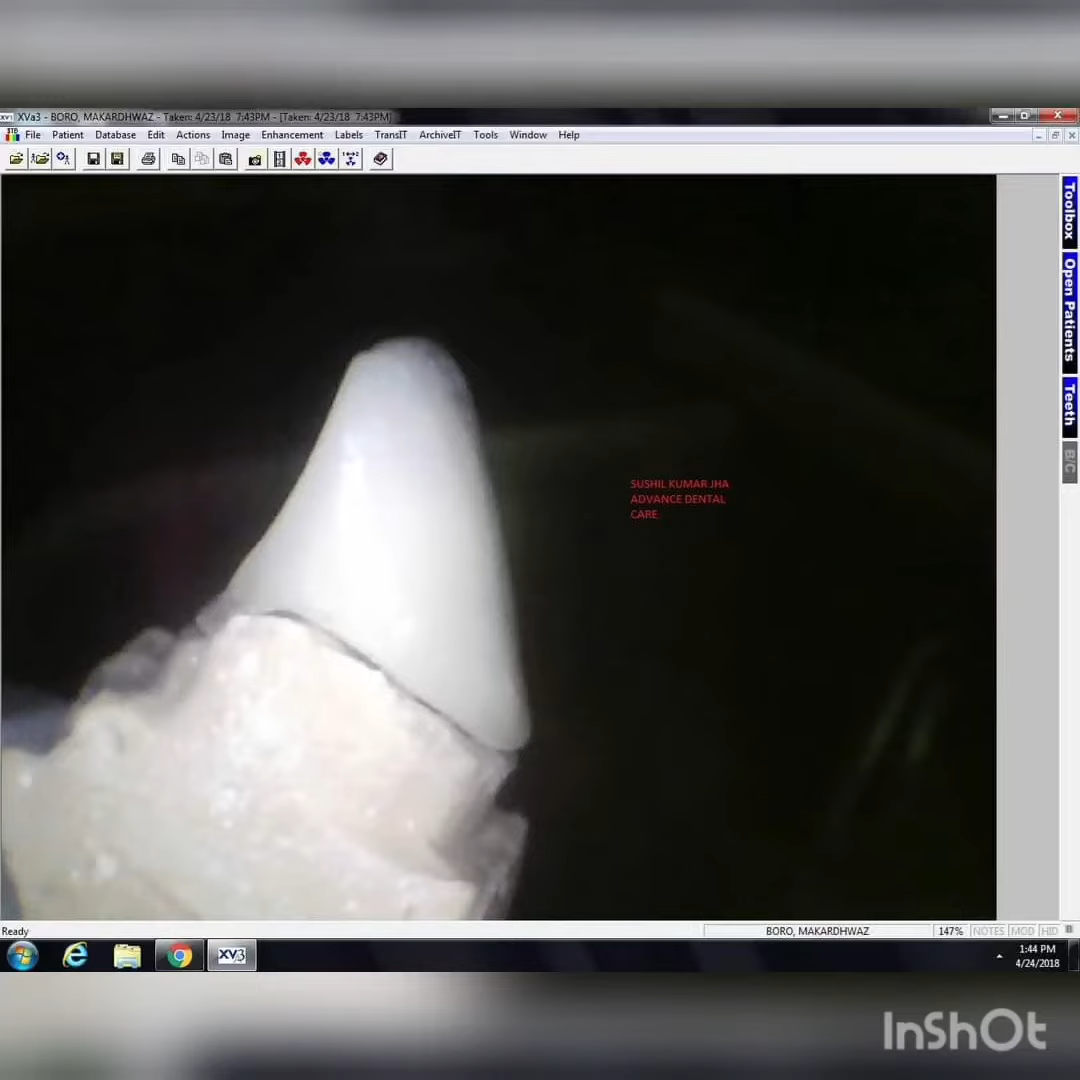 XVa3 - BORO, MAKARDHWAZ - Taken: 4/23/18 7:43PM - [Taken: 4/23/18 7:43PM]
File Patient Database Edit Actions Image Enhancement Labels TransIT ArchiveIT Tools Window Help
Toolbox
Open Patients
Teeth
B/C
SUSHIL KUMAR JHA
ADVANCE DENTAL
CARE
Ready BORO, MAKARDHWAZ 147% NOTES MOD HID
XV3
1:44 PM
4/24/2018
InShOt